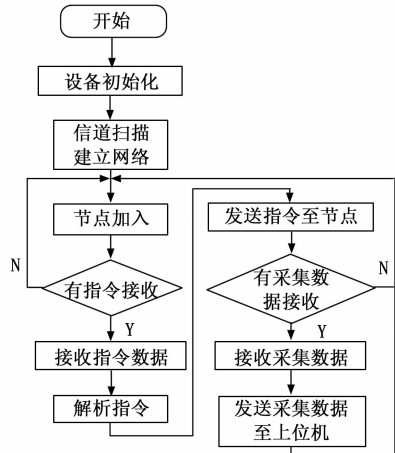 开始
设备初始化
信道扫描
建立网络
节点加入
N
有指令接收
Y
接收指令数据
解析指令
发送指令至节点
有采集数
据接收
N
Y
接收采集数据
发送采集数据
至上位机